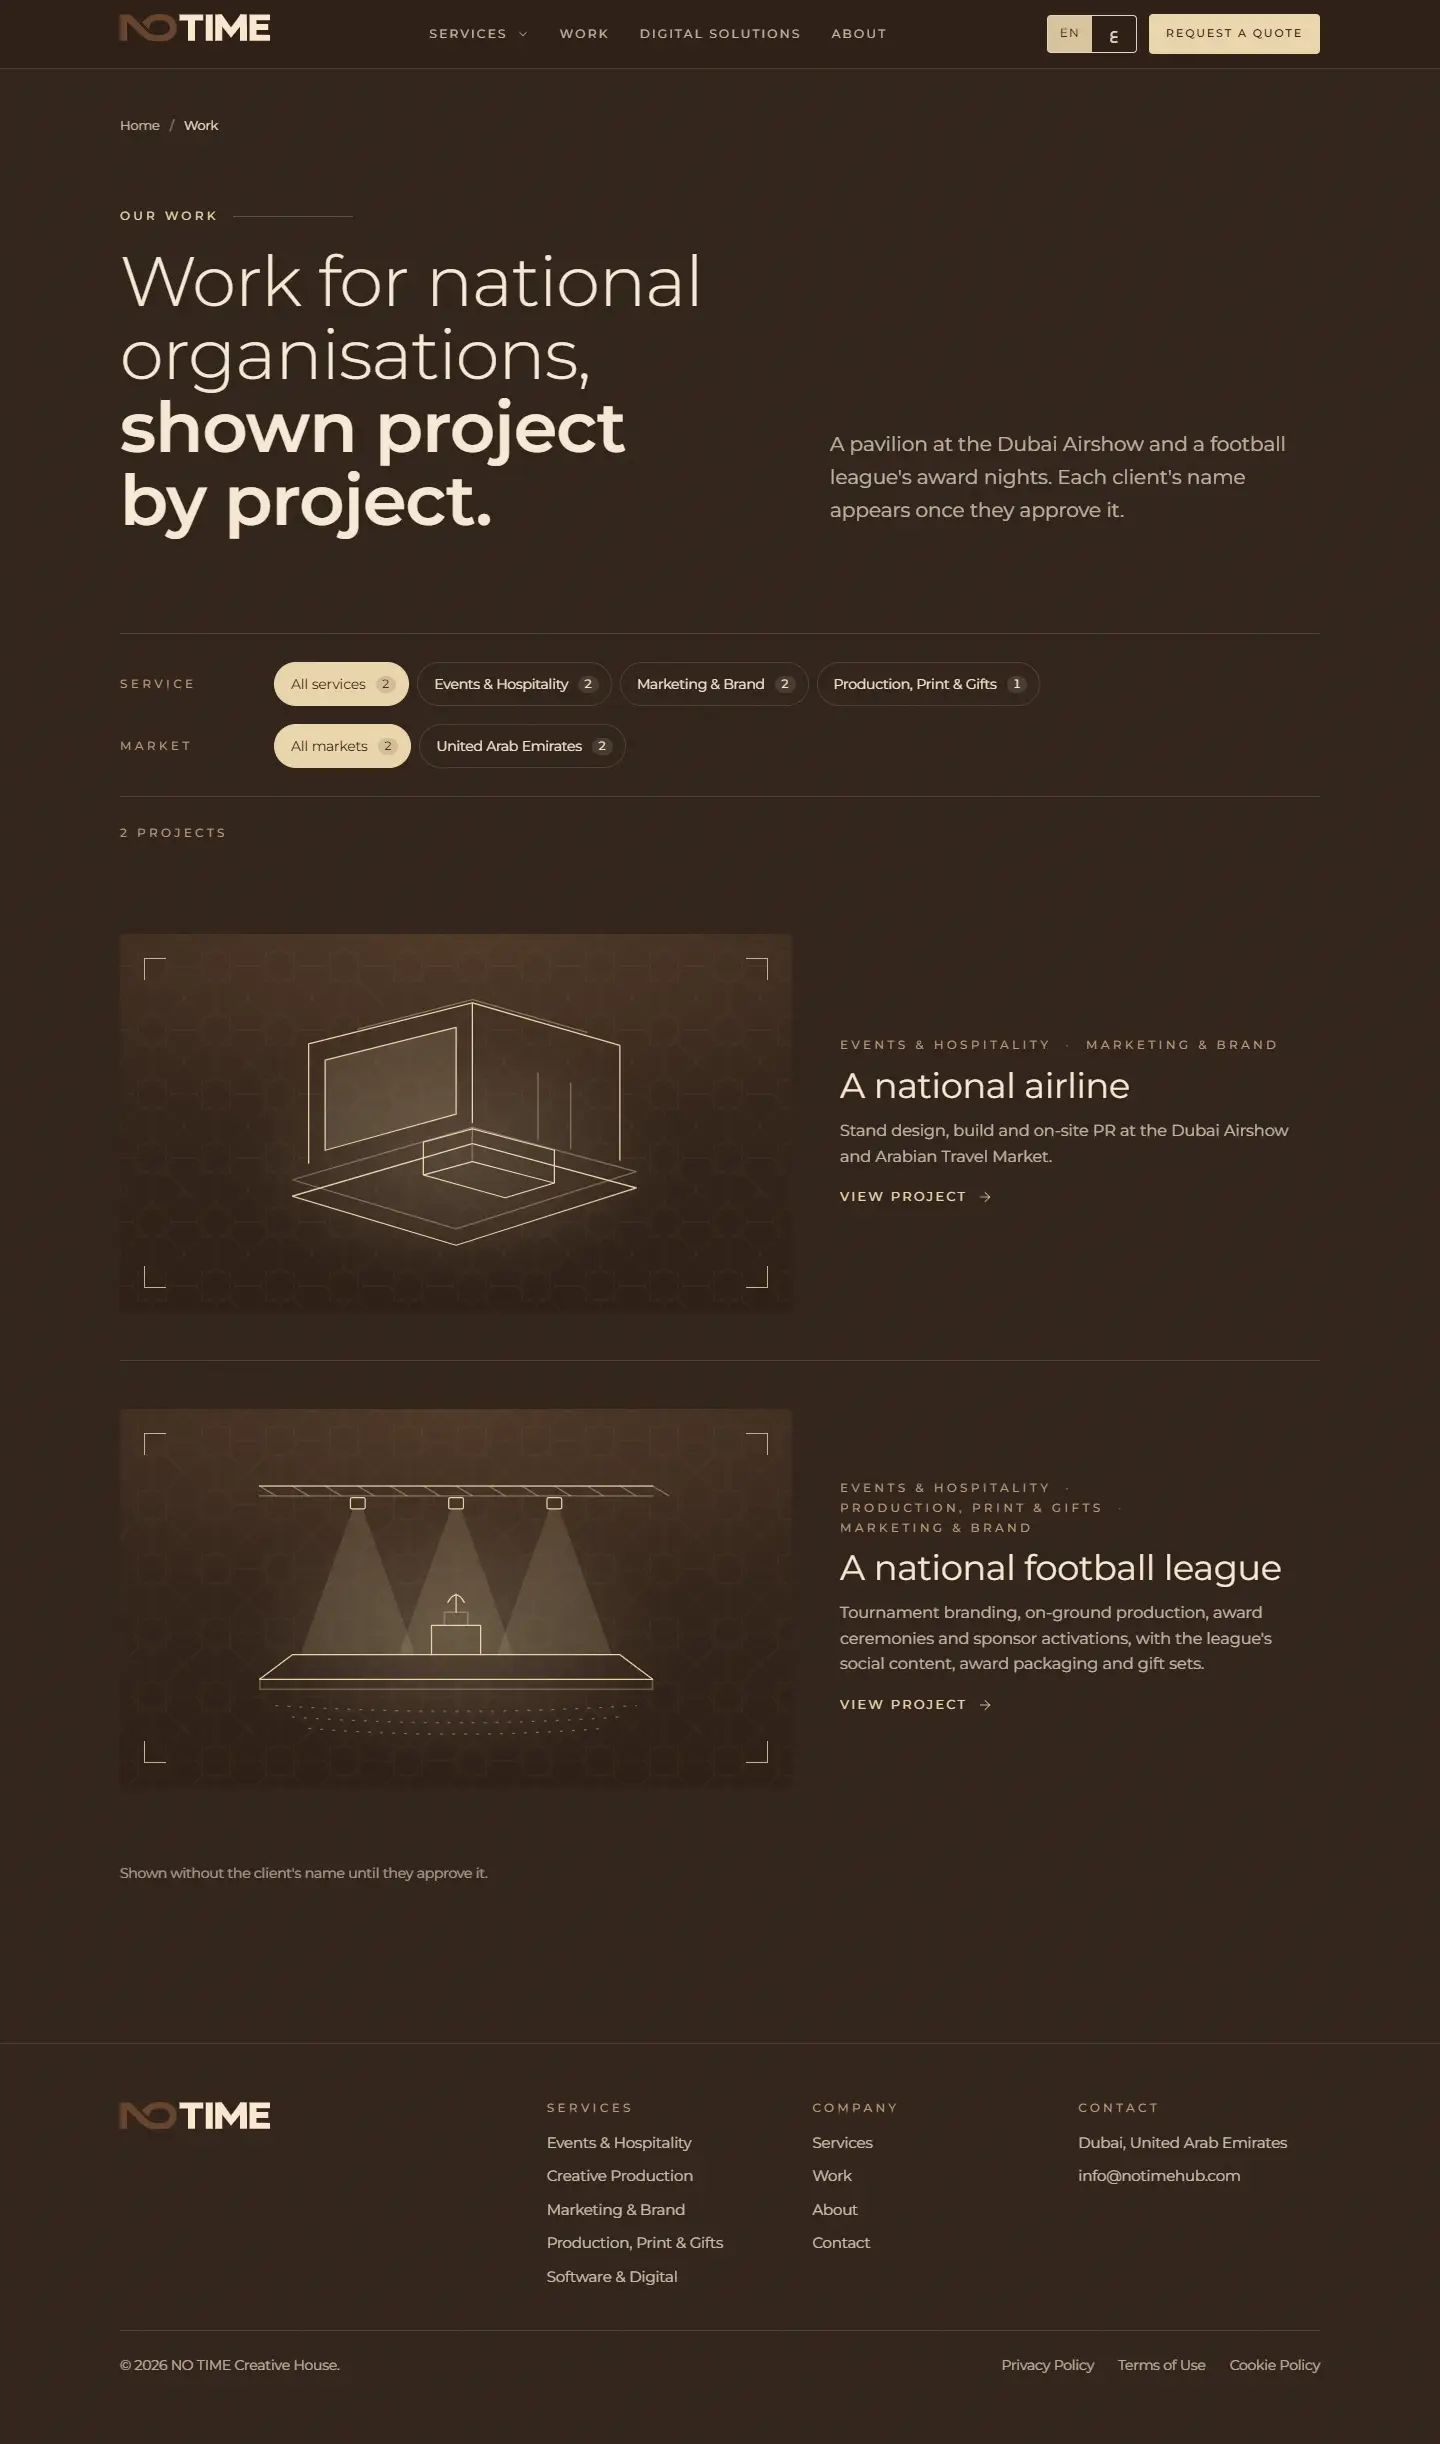 NO TIME
SERVICES
WORK
DIGITAL SOLUTIONS
ABOUT
EN
ع
REQUEST A QUOTE
Home / Work
OUR WORK
Work for national
organisations,
shown project
by project.
A pavilion at the Dubai Airshow and a football
league's award nights. Each client's name
appears once they approve it.
SERVICE
All services 2
Events & Hospitality 2
Marketing & Brand 2
Production, Print & Gifts 1
MARKET
All markets 2
United Arab Emirates 2
2 PROJECTS
EVENTS & HOSPITALITY · MARKETING & BRAND
A national airline
Stand design, build and on-site PR at the Dubai Airshow
and Arabian Travel Market.
VIEW PROJECT →
EVENTS & HOSPITALITY ·
PRODUCTION, PRINT & GIFTS ·
MARKETING & BRAND
A national football league
Tournament branding, on-ground production, award
ceremonies and sponsor activations, with the league's
social content, award packaging and gift sets.
VIEW PROJECT →
Shown without the client's name until they approve it.
NO TIME
SERVICES
Events & Hospitality
Creative Production
Marketing & Brand
Production, Print & Gifts
Software & Digital
COMPANY
Services
Work
About
Contact
CONTACT
Dubai, United Arab Emirates
info@notimehub.com
© 2026 NO TIME Creative House.
Privacy Policy
Terms of Use
Cookie Policy